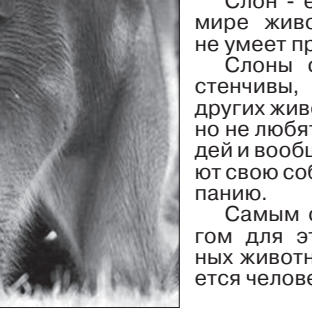 Слон - е
мире живо
не умеет пр
Слоны с
стенчивы,
других жив
но не любят
дей и вообщ
ют свою соб
панию.
Самым с
гом для эт
ных животн
ется челове